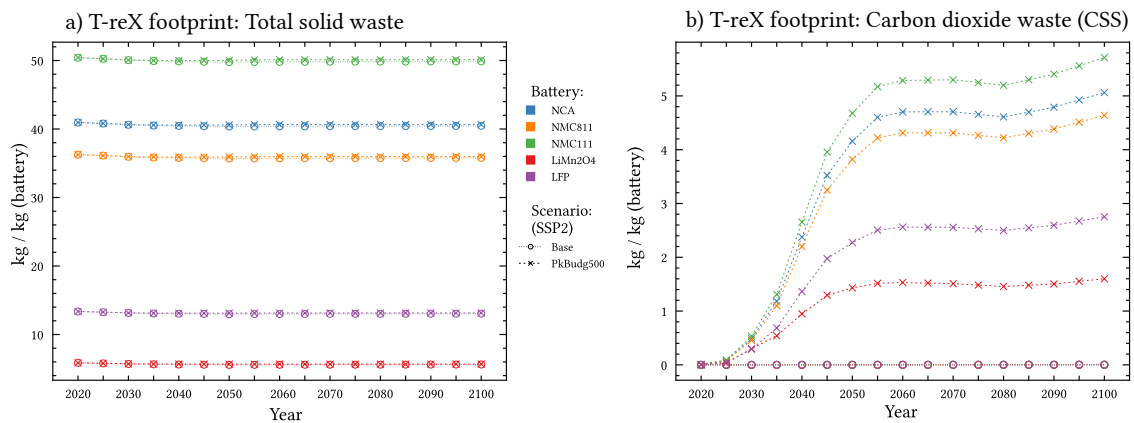 a) T-reX footprint: Total solid waste
kg / kg (battery)
50
40
30
20
10
2020 2030 2040 2050 2060 2070 2080 2090 2100
Year
Battery:
NCA
NMC811
NMC111
LiMn2O4
LFP
Scenario:
(SSP2)
Base
PkBudg500
b) T-reX footprint: Carbon dioxide waste (CSS)
kg / kg (battery)
5
4
3
2
1
0
2020 2030 2040 2050 2060 2070 2080 2090 2100
Year